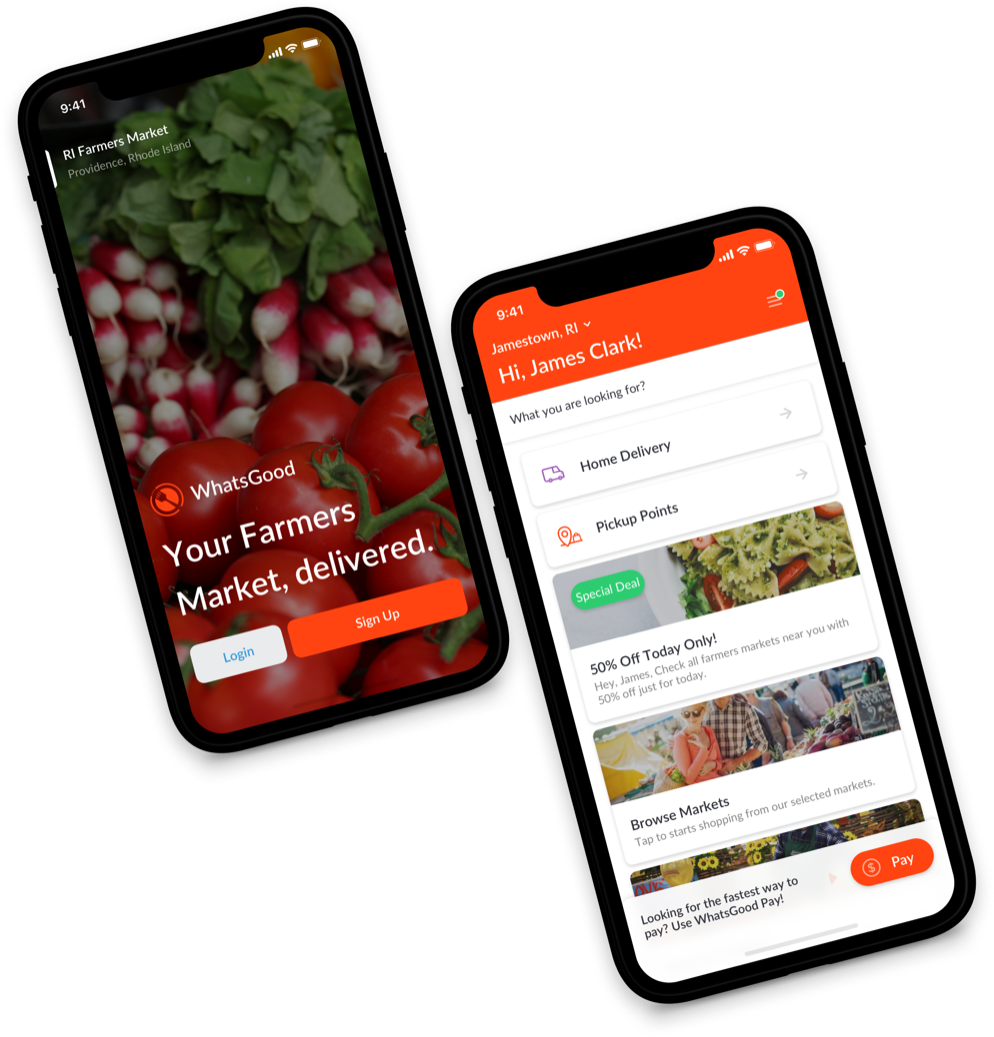 9:41
RI Farmers Market
Providence, Rhode Island
WhatsGood
Your Farmers
Market, delivered.
Login
Sign Up
9:41
Jamestown, RI
Hi, James Clark!
What you are looking for?
Home Delivery
Pickup Points
Special Deal
50% Off Today Only!
Hey, James, Check all farmers markets near you with
50% off just for today.
Browse Markets
Tap to starts shopping from our selected markets.
Looking for the fastest way to
pay? Use WhatsGood Pay!
$
Pay